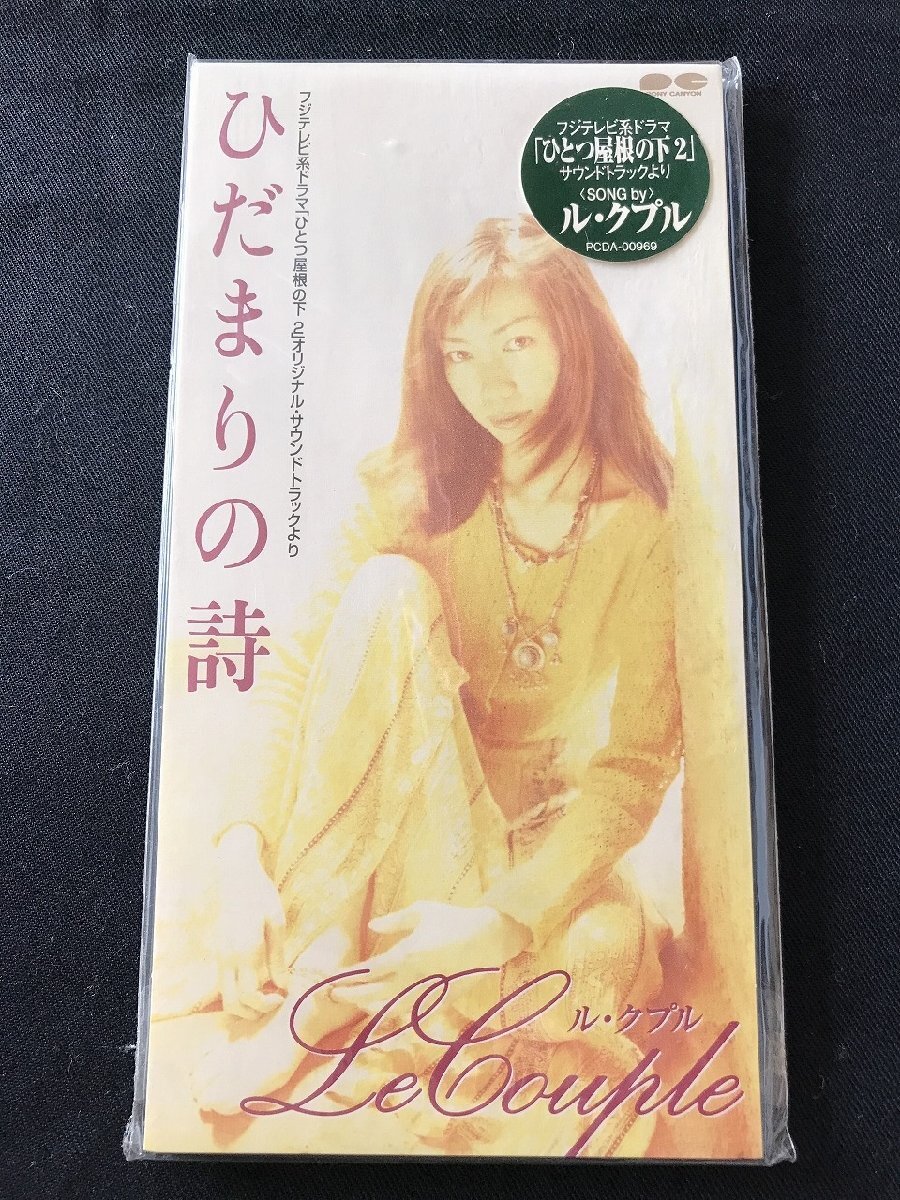 ひだまりの詩
フジテレビ系ドラマ「ひとつ屋根の下 2」オリジナル・サウンドトラックより
PONY CANYON
フジテレビ系ドラマ
「ひとつ屋根の下2」
サウンドトラックより
〈SONG by〉
ル・クプル
PCDA-00969
ル・クプル
Le Couple